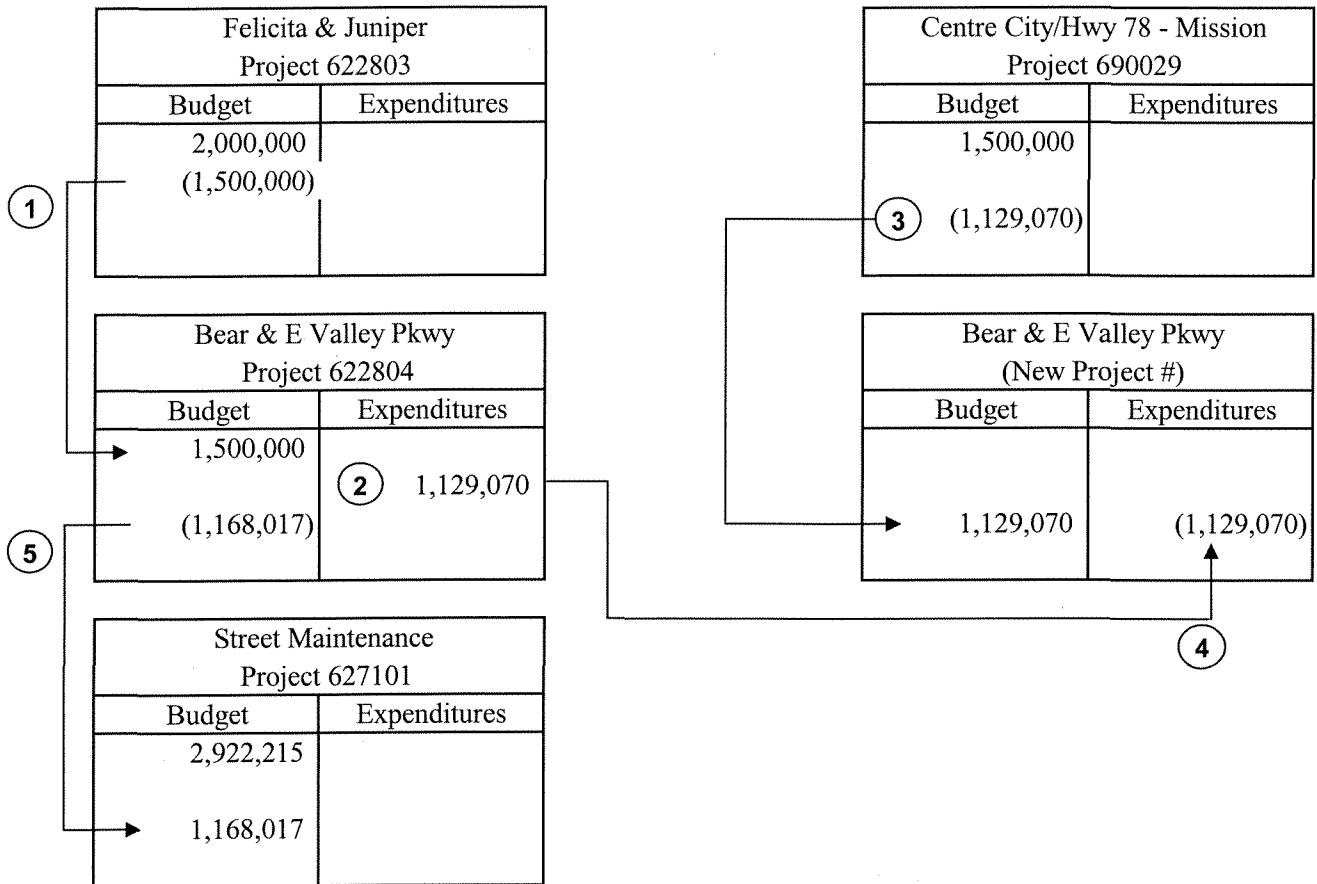 Felicita & Juniper
Project 622803
Budget Expenditures
2,000,000
(1,500,000)
1
Centre City/Hwy 78 - Mission
Project 690029
Budget Expenditures
1,500,000
3 (1,129,070)
Bear & E Valley Pkwy
Project 622804
Budget Expenditures
1,500,000
2 1,129,070
(1,168,017)
5
Bear & E Valley Pkwy
(New Project #)
Budget Expenditures
1,129,070 (1,129,070)
4
Street Maintenance
Project 627101
Budget Expenditures
2,922,215
1,168,017